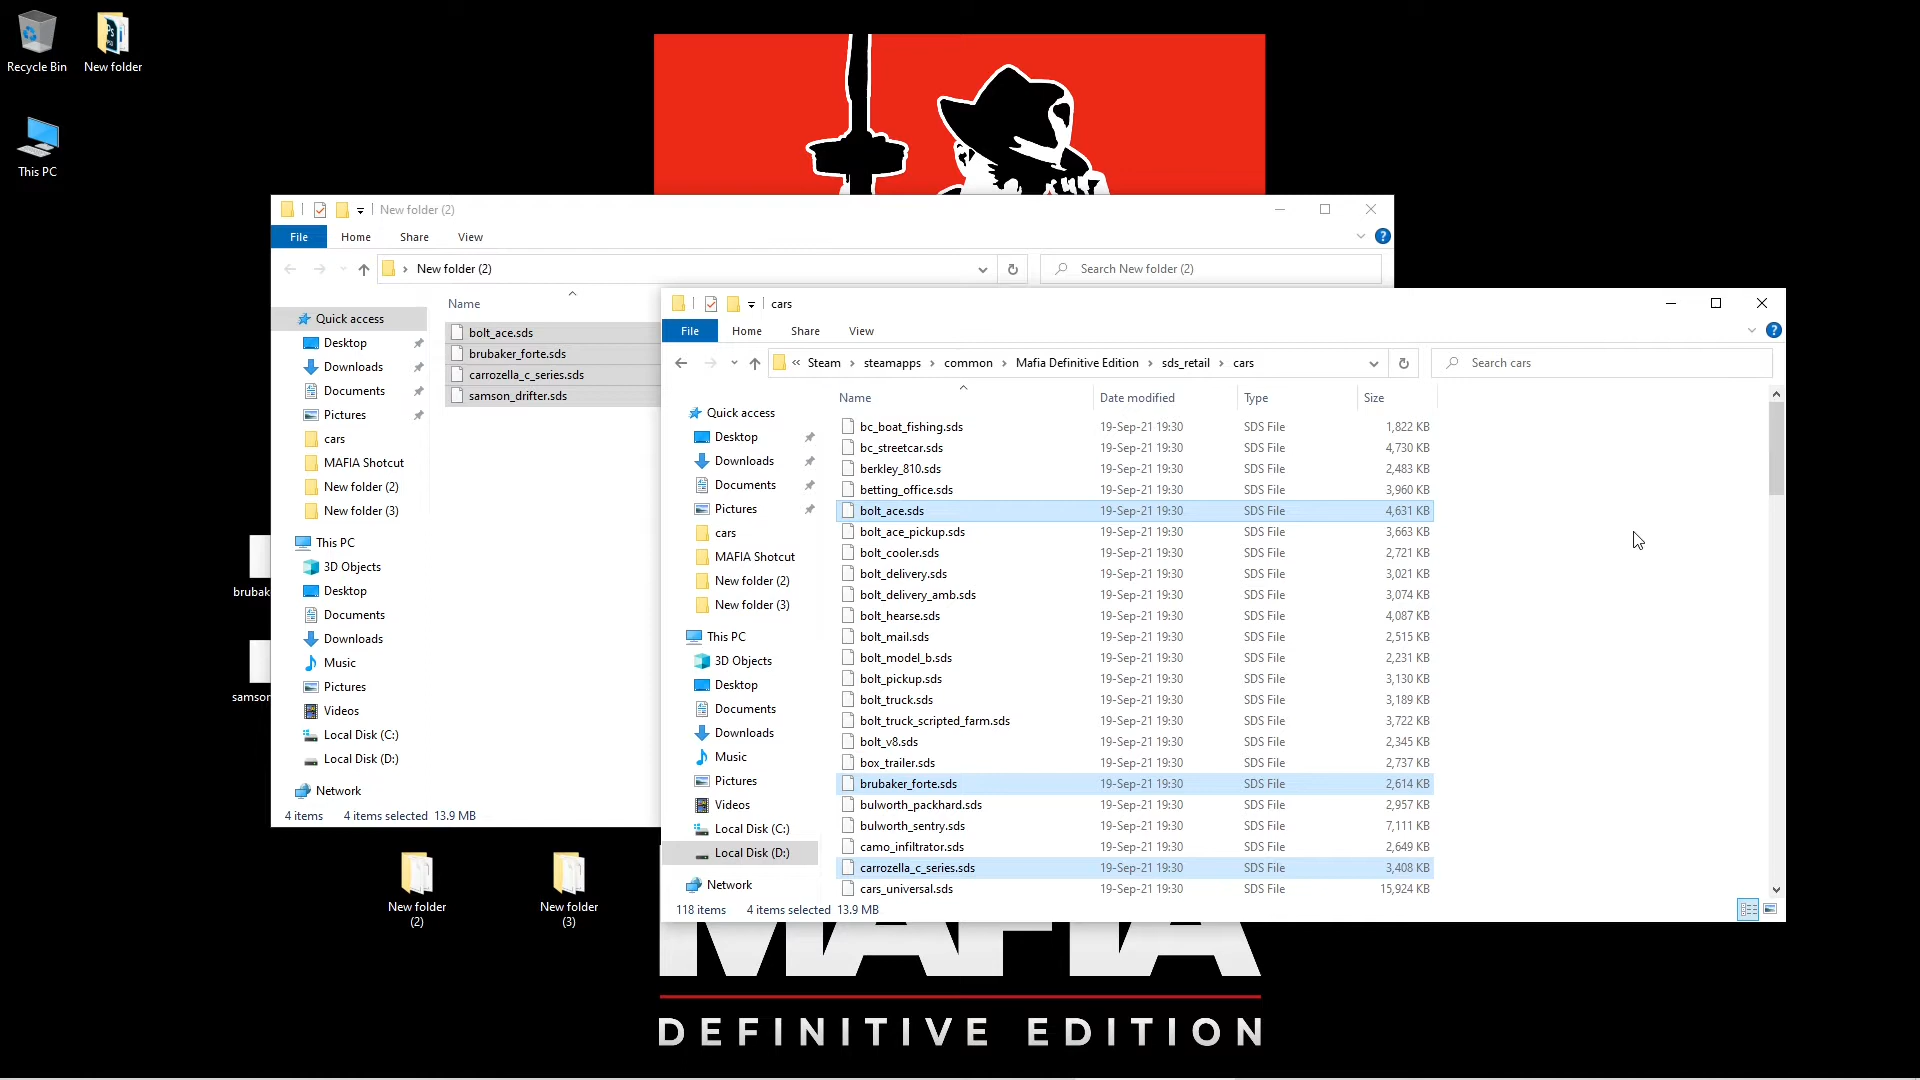 Recycle Bin
New folder
This PC
New folder (2)
File Home Share View
New folder (2)
Search New folder (2)
Name
Quick access
Desktop
Downloads
Documents
Pictures
cars
MAFIA Shotcut
New folder (2)
New folder (3)
This PC
3D Objects
Desktop
Documents
Downloads
Music
Pictures
Videos
Local Disk (C:)
Local Disk (D:)
Network
4 items 4 items selected 13.9 MB
bolt_ace.sds
brubaker_forte.sds
carrozella_c_series.sds
samson_drifter.sds
brubak
samson
New folder
(2)
New folder
(3)
cars
File Home Share View
« Steam › steamapps › common › Mafia Definitive Edition › sds_retail › cars
Search cars
Quick access
Desktop
Downloads
Documents
Pictures
cars
MAFIA Shotcut
New folder (2)
New folder (3)
This PC
3D Objects
Desktop
Documents
Downloads
Music
Pictures
Videos
Local Disk (C:)
Local Disk (D:)
Network
Name Date modified Type Size
bc_boat_fishing.sds 19-Sep-21 19:30 SDS File 1,822 KB
bc_streetcar.sds 19-Sep-21 19:30 SDS File 4,730 KB
berkley_810.sds 19-Sep-21 19:30 SDS File 2,483 KB
betting_office.sds 19-Sep-21 19:30 SDS File 3,960 KB
bolt_ace.sds 19-Sep-21 19:30 SDS File 4,631 KB
bolt_ace_pickup.sds 19-Sep-21 19:30 SDS File 3,663 KB
bolt_cooler.sds 19-Sep-21 19:30 SDS File 2,721 KB
bolt_delivery.sds 19-Sep-21 19:30 SDS File 3,021 KB
bolt_delivery_amb.sds 19-Sep-21 19:30 SDS File 3,074 KB
bolt_hearse.sds 19-Sep-21 19:30 SDS File 4,087 KB
bolt_mail.sds 19-Sep-21 19:30 SDS File 2,515 KB
bolt_model_b.sds 19-Sep-21 19:30 SDS File 2,231 KB
bolt_pickup.sds 19-Sep-21 19:30 SDS File 3,130 KB
bolt_truck.sds 19-Sep-21 19:30 SDS File 3,189 KB
bolt_truck_scripted_farm.sds 19-Sep-21 19:30 SDS File 3,722 KB
bolt_v8.sds 19-Sep-21 19:30 SDS File 2,345 KB
box_trailer.sds 19-Sep-21 19:30 SDS File 2,737 KB
brubaker_forte.sds 19-Sep-21 19:30 SDS File 2,614 KB
bulworth_packhard.sds 19-Sep-21 19:30 SDS File 2,957 KB
bulworth_sentry.sds 19-Sep-21 19:30 SDS File 7,111 KB
camo_infiltrator.sds 19-Sep-21 19:30 SDS File 2,649 KB
carrozella_c_series.sds 19-Sep-21 19:30 SDS File 3,408 KB
cars_universal.sds 19-Sep-21 19:30 SDS File 15,924 KB
118 items 4 items selected 13.9 MB
MAFIA
DEFINITIVE EDITION